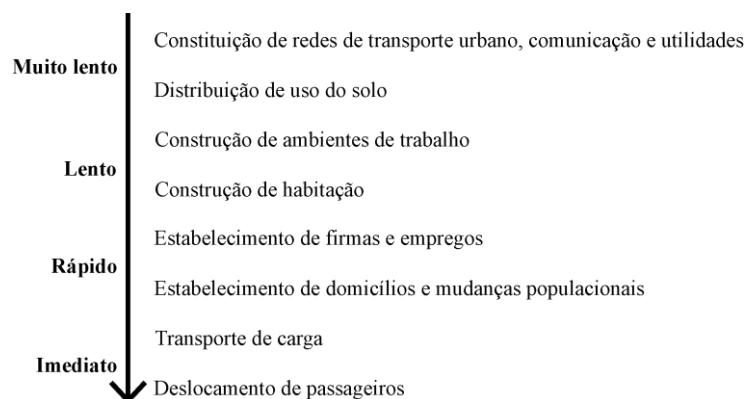 Constituição de redes de transporte urbano, comunicação e utilidades
Muito lento
Distribuição de uso do solo
Construção de ambientes de trabalho
Lento
Construção de habitação
Estabelecimento de firmas e empregos
Rápido
Estabelecimento de domicílios e mudanças populacionais
Transporte de carga
Imediato
Deslocamento de passageiros